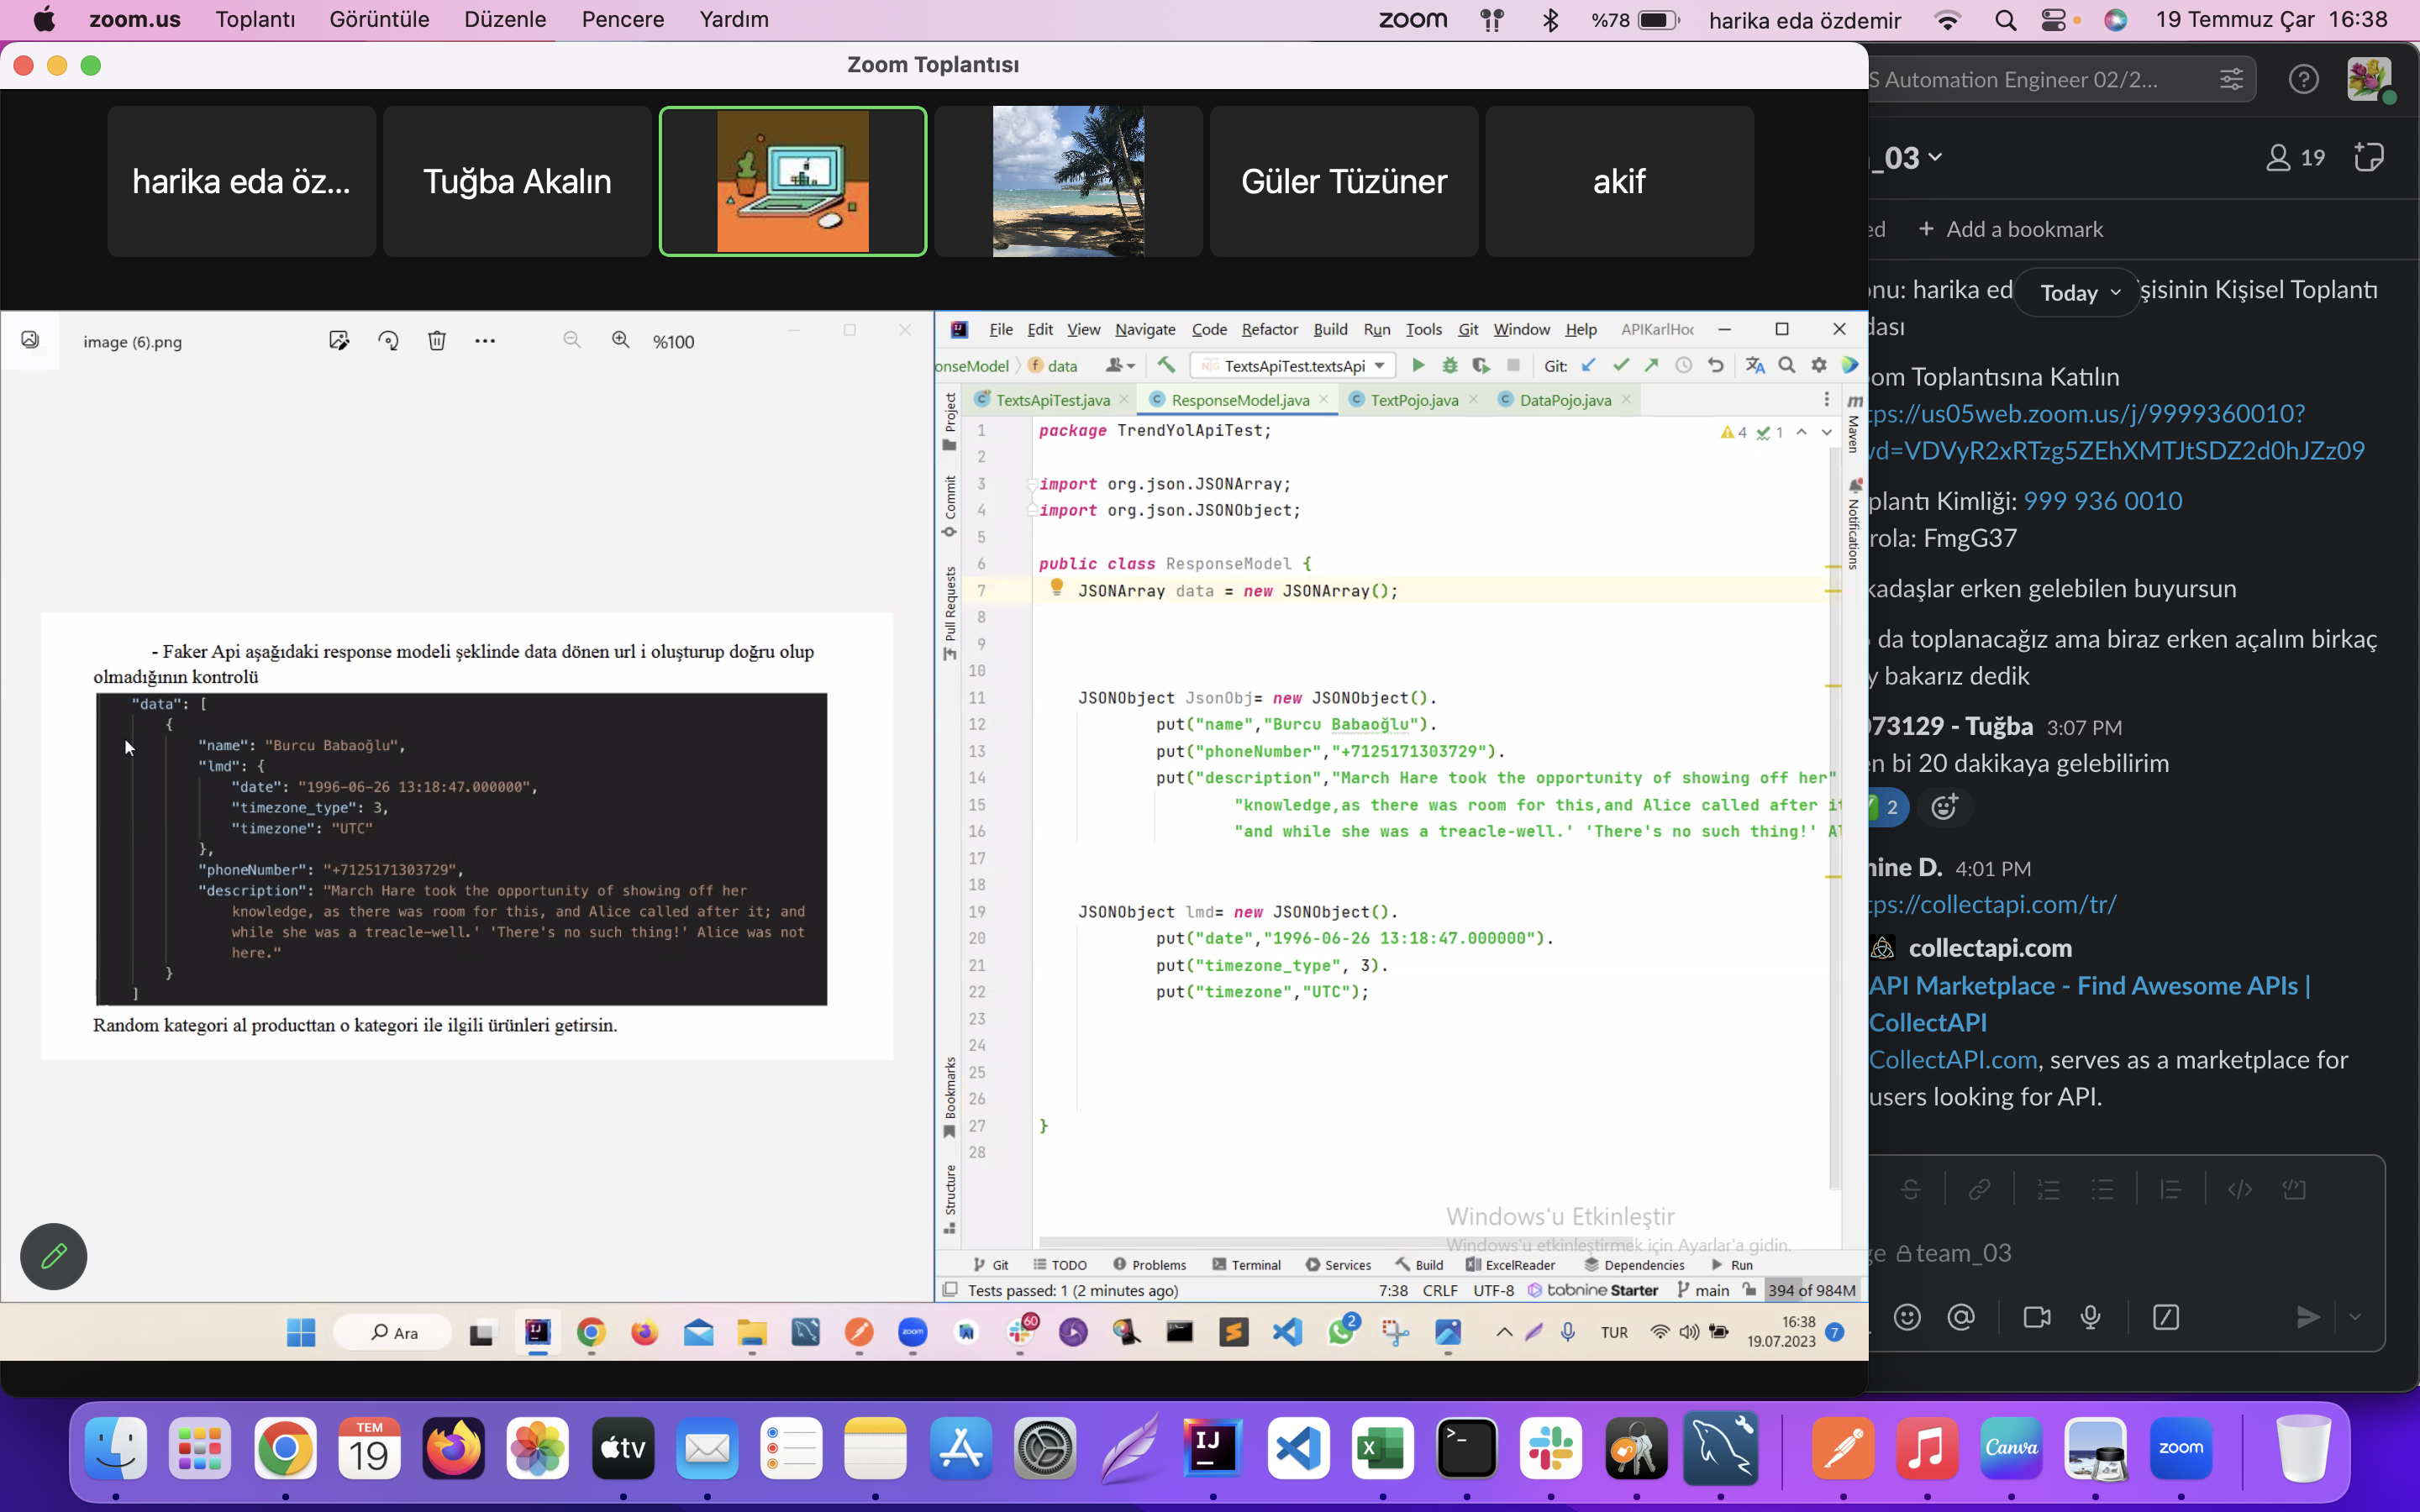 zoom.us Toplantı Görüntüle Düzenle Pencere Yardım
zoom %78 harika eda özdemir 19 Temmuz Çar 16:38
Zoom Toplantısı
harika eda öz...
Tuğba Akalın
Güler Tüzüner
akif
image (6).png
%100
- Faker Api aşağıdaki response modeli şeklinde data dönen url i oluşturup doğru olup
olmadığının kontrolü
"data": [
{
"name": "Burcu Babaoğlu",
"lmd": {
"date": "1996-06-26 13:18:47.000000",
"timezone_type": 3,
"timezone": "UTC"
},
"phoneNumber": "+7125171303729",
"description": "March Hare took the opportunity of showing off her
knowledge, as there was room for this, and Alice called after it; and
while she was a treacle-well.' 'There's no such thing!' Alice was not
here."
}
]
Random kategori al producttan o kategori ile ilgili ürünleri getirsin.
File Edit View Navigate Code Refactor Build Run Tools Git Window Help APIKarlHo
onseModel data TextsApiTest.textsApi Git:
TextsApiTest.java ResponseModel.java TextPojo.java DataPojo.java
Project
Commit
Pull Requests
Bookmarks
Structure
Maven
Notifications
4 1
1 package TrendYolApiTest;
2
3 import org.json.JSONArray;
4 import org.json.JSONObject;
5
6 public class ResponseModel {
7 JSONArray data = new JSONArray();
8
9
10
11 JSONObject JsonObj= new JSONObject().
12 put("name","Burcu Babaoğlu").
13 put("phoneNumber","+7125171303729").
14 put("description","March Hare took the opportunity of showing off her"
15 "knowledge,as there was room for this,and Alice called after it
16 "and while she was a treacle-well.' 'There's no such thing!' Al
17
18
19 JSONObject lmd= new JSONObject().
20 put("date","1996-06-26 13:18:47.000000").
21 put("timezone_type", 3).
22 put("timezone","UTC");
23
24
25
26
27 }
28
Windows'u Etkinleştir
Windows'u etkinleştirmek için Ayarlar'a gidin.
Git TODO Problems Terminal Services Build ExcelReader Dependencies Run
Tests passed: 1 (2 minutes ago) 7:38 CRLF UTF-8 tabnine Starter main 394 of 984M
Ara
zoom
60
2
TUR
16:38
19.07.2023
7
S Automation Engineer 02/2...
_03
19
ed + Add a bookmark
onu: harika ed Today şisinin Kişisel Toplantı
dası
om Toplantısına Katılın
tps://us05web.zoom.us/j/9999360010?
wd=VDVyR2xRTzg5ZEhXMTJtSDZ2d0hJZz09
plantı Kimliği: 999 936 0010
rola: FmgG37
kadaşlar erken gelebilen buyursun
da toplanacağız ama biraz erken açalım birkaç
y bakarız dedik
073129 - Tuğba 3:07 PM
en bi 20 dakikaya gelebilirim
2
nine D. 4:01 PM
tps://collectapi.com/tr/
collectapi.com
API Marketplace - Find Awesome APIs |
CollectAPI
CollectAPI.com, serves as a marketplace for
users looking for API.
ge team_03
TEM
19
tv
IJ
Canva
zoom